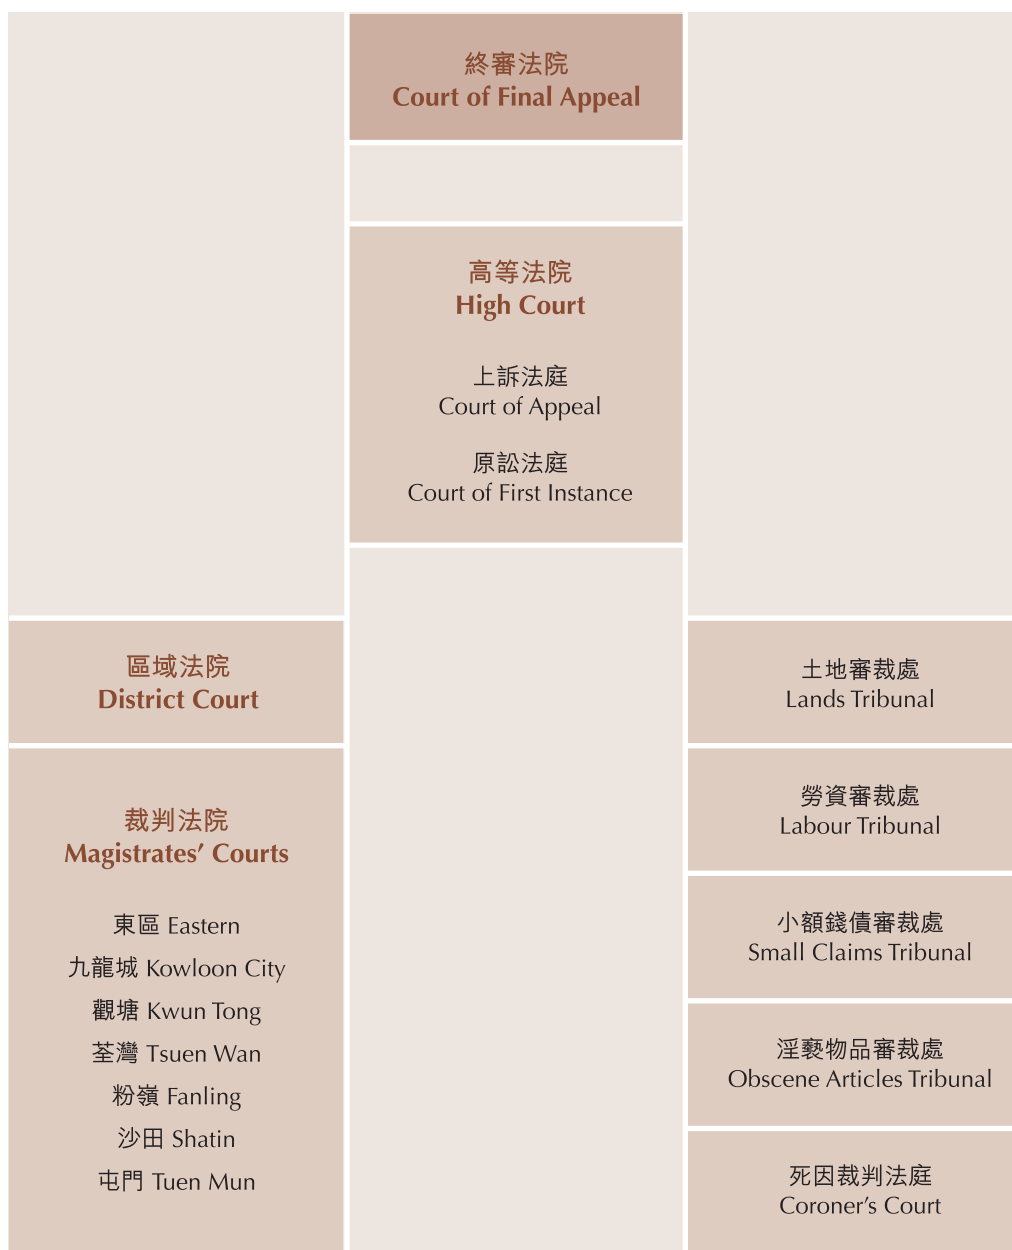 終審法院
Court of Final Appeal
高等法院
High Court
上訴法庭
Court of Appeal
原訟法庭
Court of First Instance
區域法院
District Court
裁判法院
Magistrates’ Courts
東區 Eastern
九龍城 Kowloon City
觀塘 Kwun Tong
荃灣 Tsuen Wan
粉嶺 Fanling
沙田 Shatin
屯門 Tuen Mun
土地審裁處
Lands Tribunal
勞資審裁處
Labour Tribunal
小額錢債審裁處
Small Claims Tribunal
淫褻物品審裁處
Obscene Articles Tribunal
死因裁判法庭
Coroner’s Court